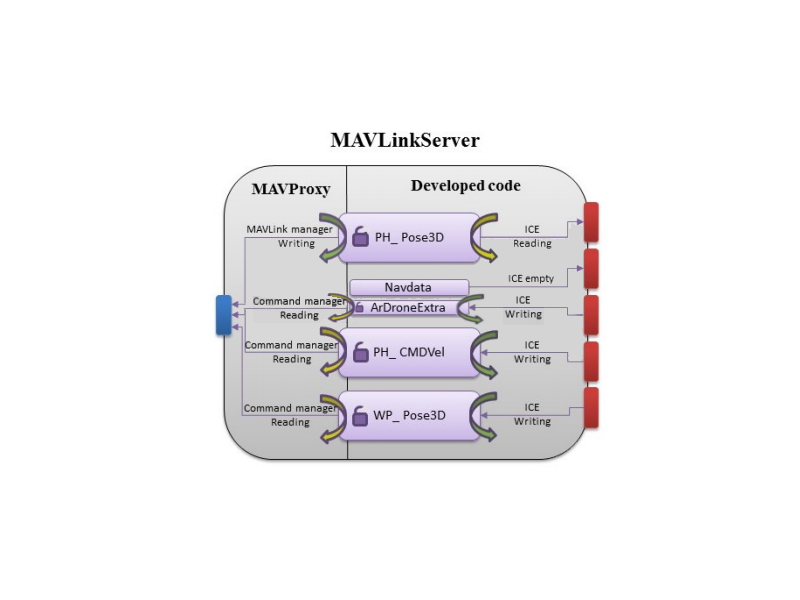 MAVLinkServer
MAVProxy
Developed code
MAVLink manager
Writing
PH_ Pose3D
ICE
Reading
Navdata
ICE empty
Command manager
Reading
ArDroneExtra
ICE
Writing
Command manager
Reading
PH_ CMDVel
ICE
Writing
Command manager
Reading
WP_ Pose3D
ICE
Writing